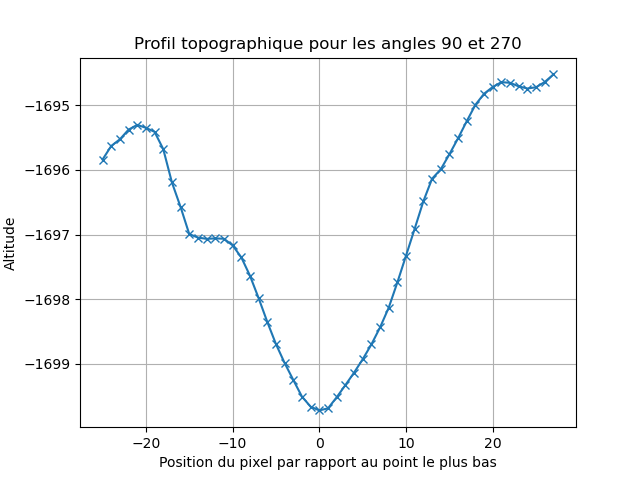 Profil topographique pour les angles 90 et 270
−1695
−1696
−1697
−1698
−1699
Altitude
−20 −10 0 10 20
Position du pixel par rapport au point le plus bas